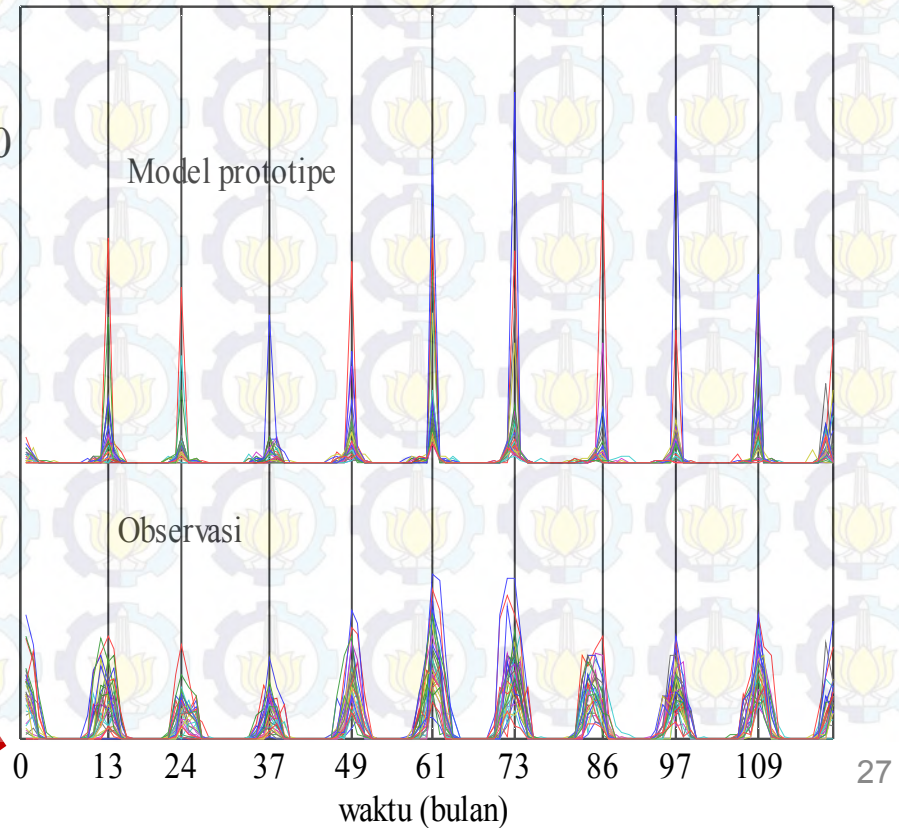 0
Model prototipe
Observasi
0 13 24 37 49 61 73 86 97 109
27
waktu (bulan)